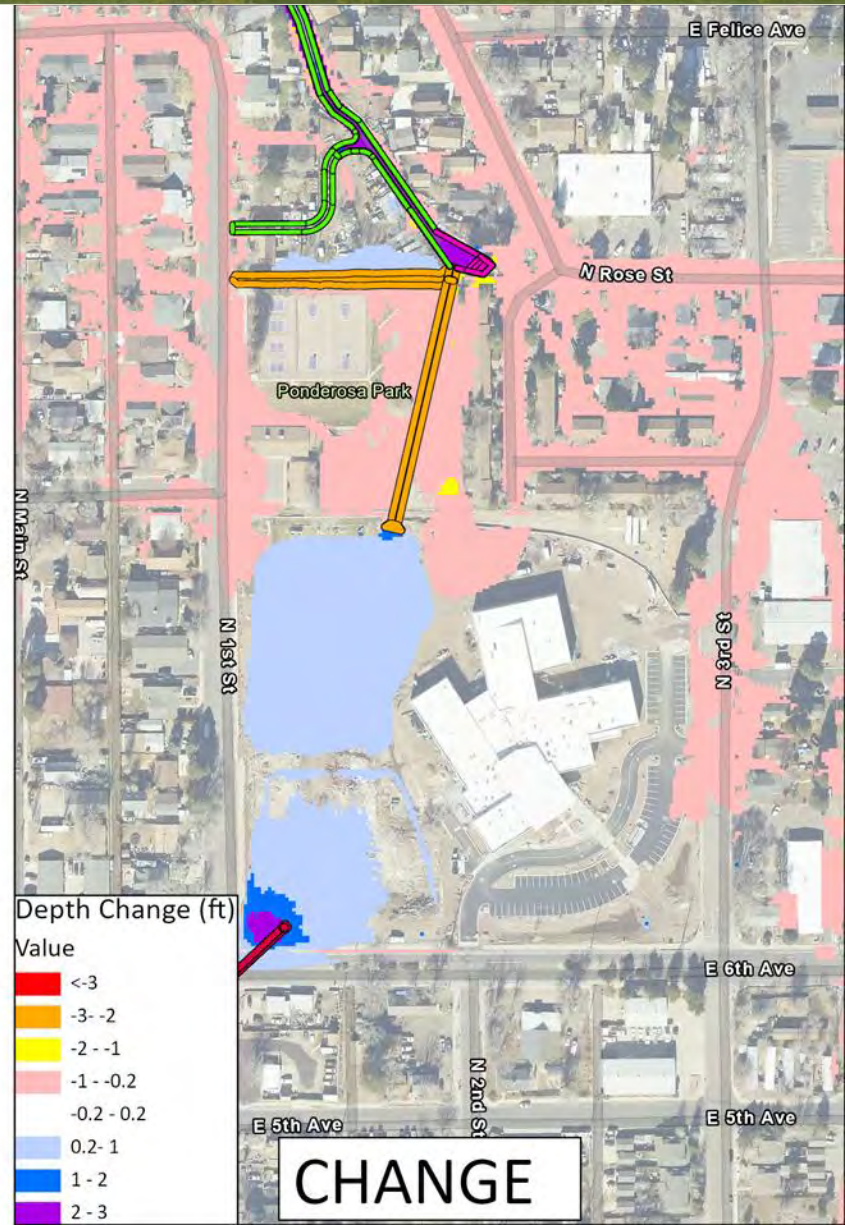 E Felice Ave
N Rose St
Ponderosa Park
N Main St
N 1st St
N 3rd St
Depth Change (ft)
Value
<-3
-3- -2
-2 - -1
-1 - -0.2
-0.2 - 0.2
0.2- 1
1 - 2
2 - 3
E 6th Ave
N 2nd St
E 5th Ave
E 5th Ave
CHANGE